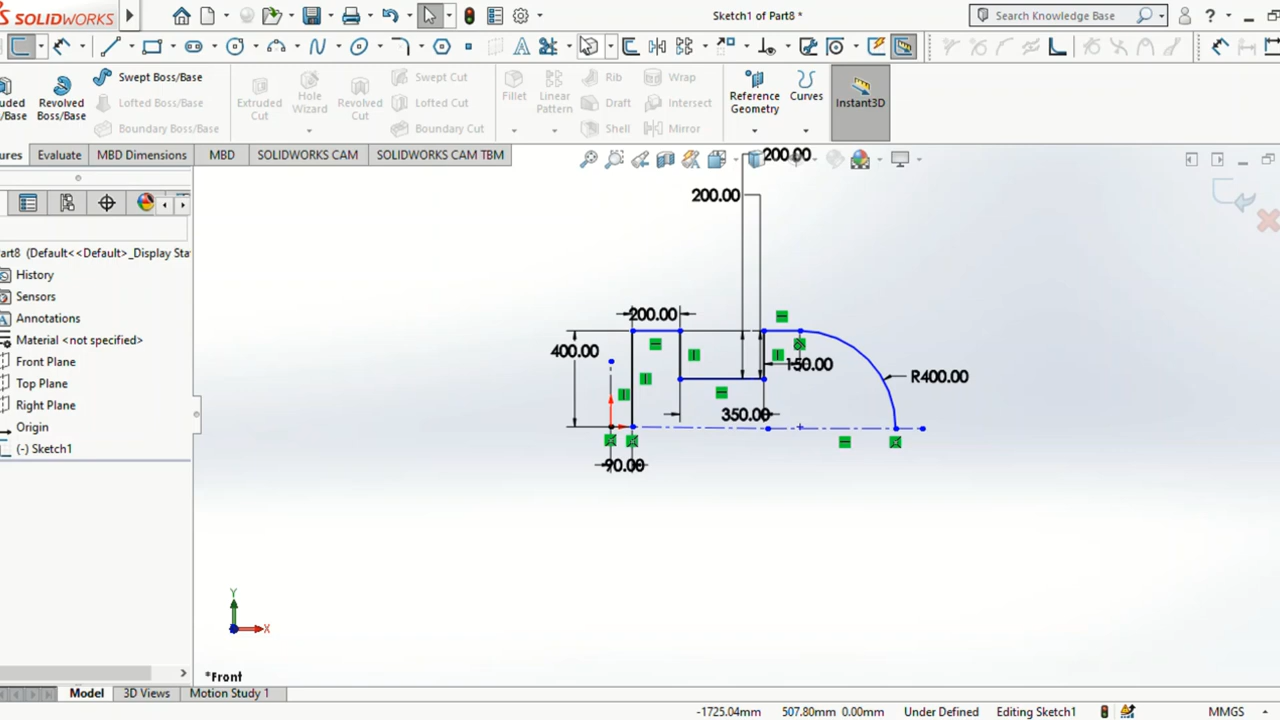 SOLIDWORKS
Sketch1 of Part8 *
Search Knowledge Base
?
Revolved
Boss/Base
Swept Boss/Base
Lofted Boss/Base
Boundary Boss/Base
Extruded
Cut
Hole
Wizard
Revolved
Cut
Swept Cut
Lofted Cut
Boundary Cut
Fillet
Linear
Pattern
Rib
Draft
Shell
Wrap
Intersect
Mirror
Reference
Geometry
Curves
Instant3D
uded
s/Base
ures
Evaluate
MBD Dimensions
MBD
SOLIDWORKS CAM
SOLIDWORKS CAM TBM
art8 (Default<<Default>_Display Sta
History
Sensors
Annotations
Material <not specified>
Front Plane
Top Plane
Right Plane
Origin
(-) Sketch1
200.00
200.00
200.00
400.00
150.00
R400.00
350.00
90.00
Y
X
*Front
Model
3D Views
Motion Study 1
-1725.04mm
507.80mm 0.00mm
Under Defined
Editing Sketch1
MMGS